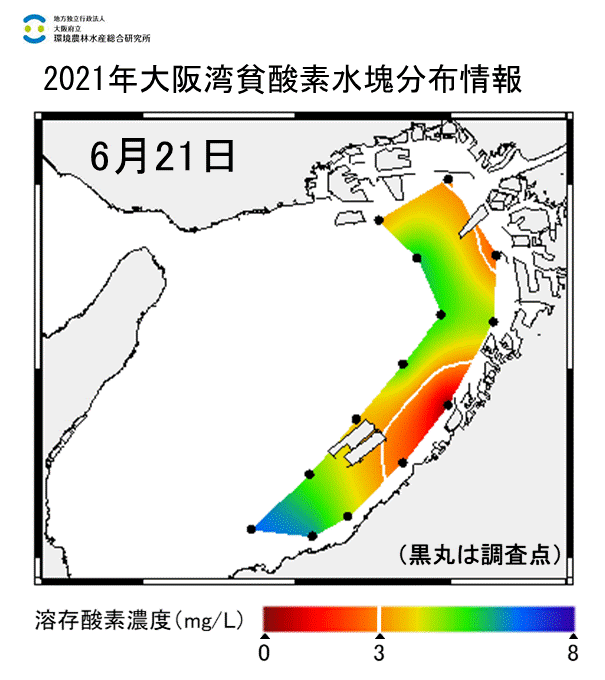 地方独立行政法人
大阪府立
環境農林水産総合研究所
2021年大阪湾貧酸素水塊分布情報
6月21日
（黒丸は調査点）
溶存酸素濃度(mg/L)
0 3 8